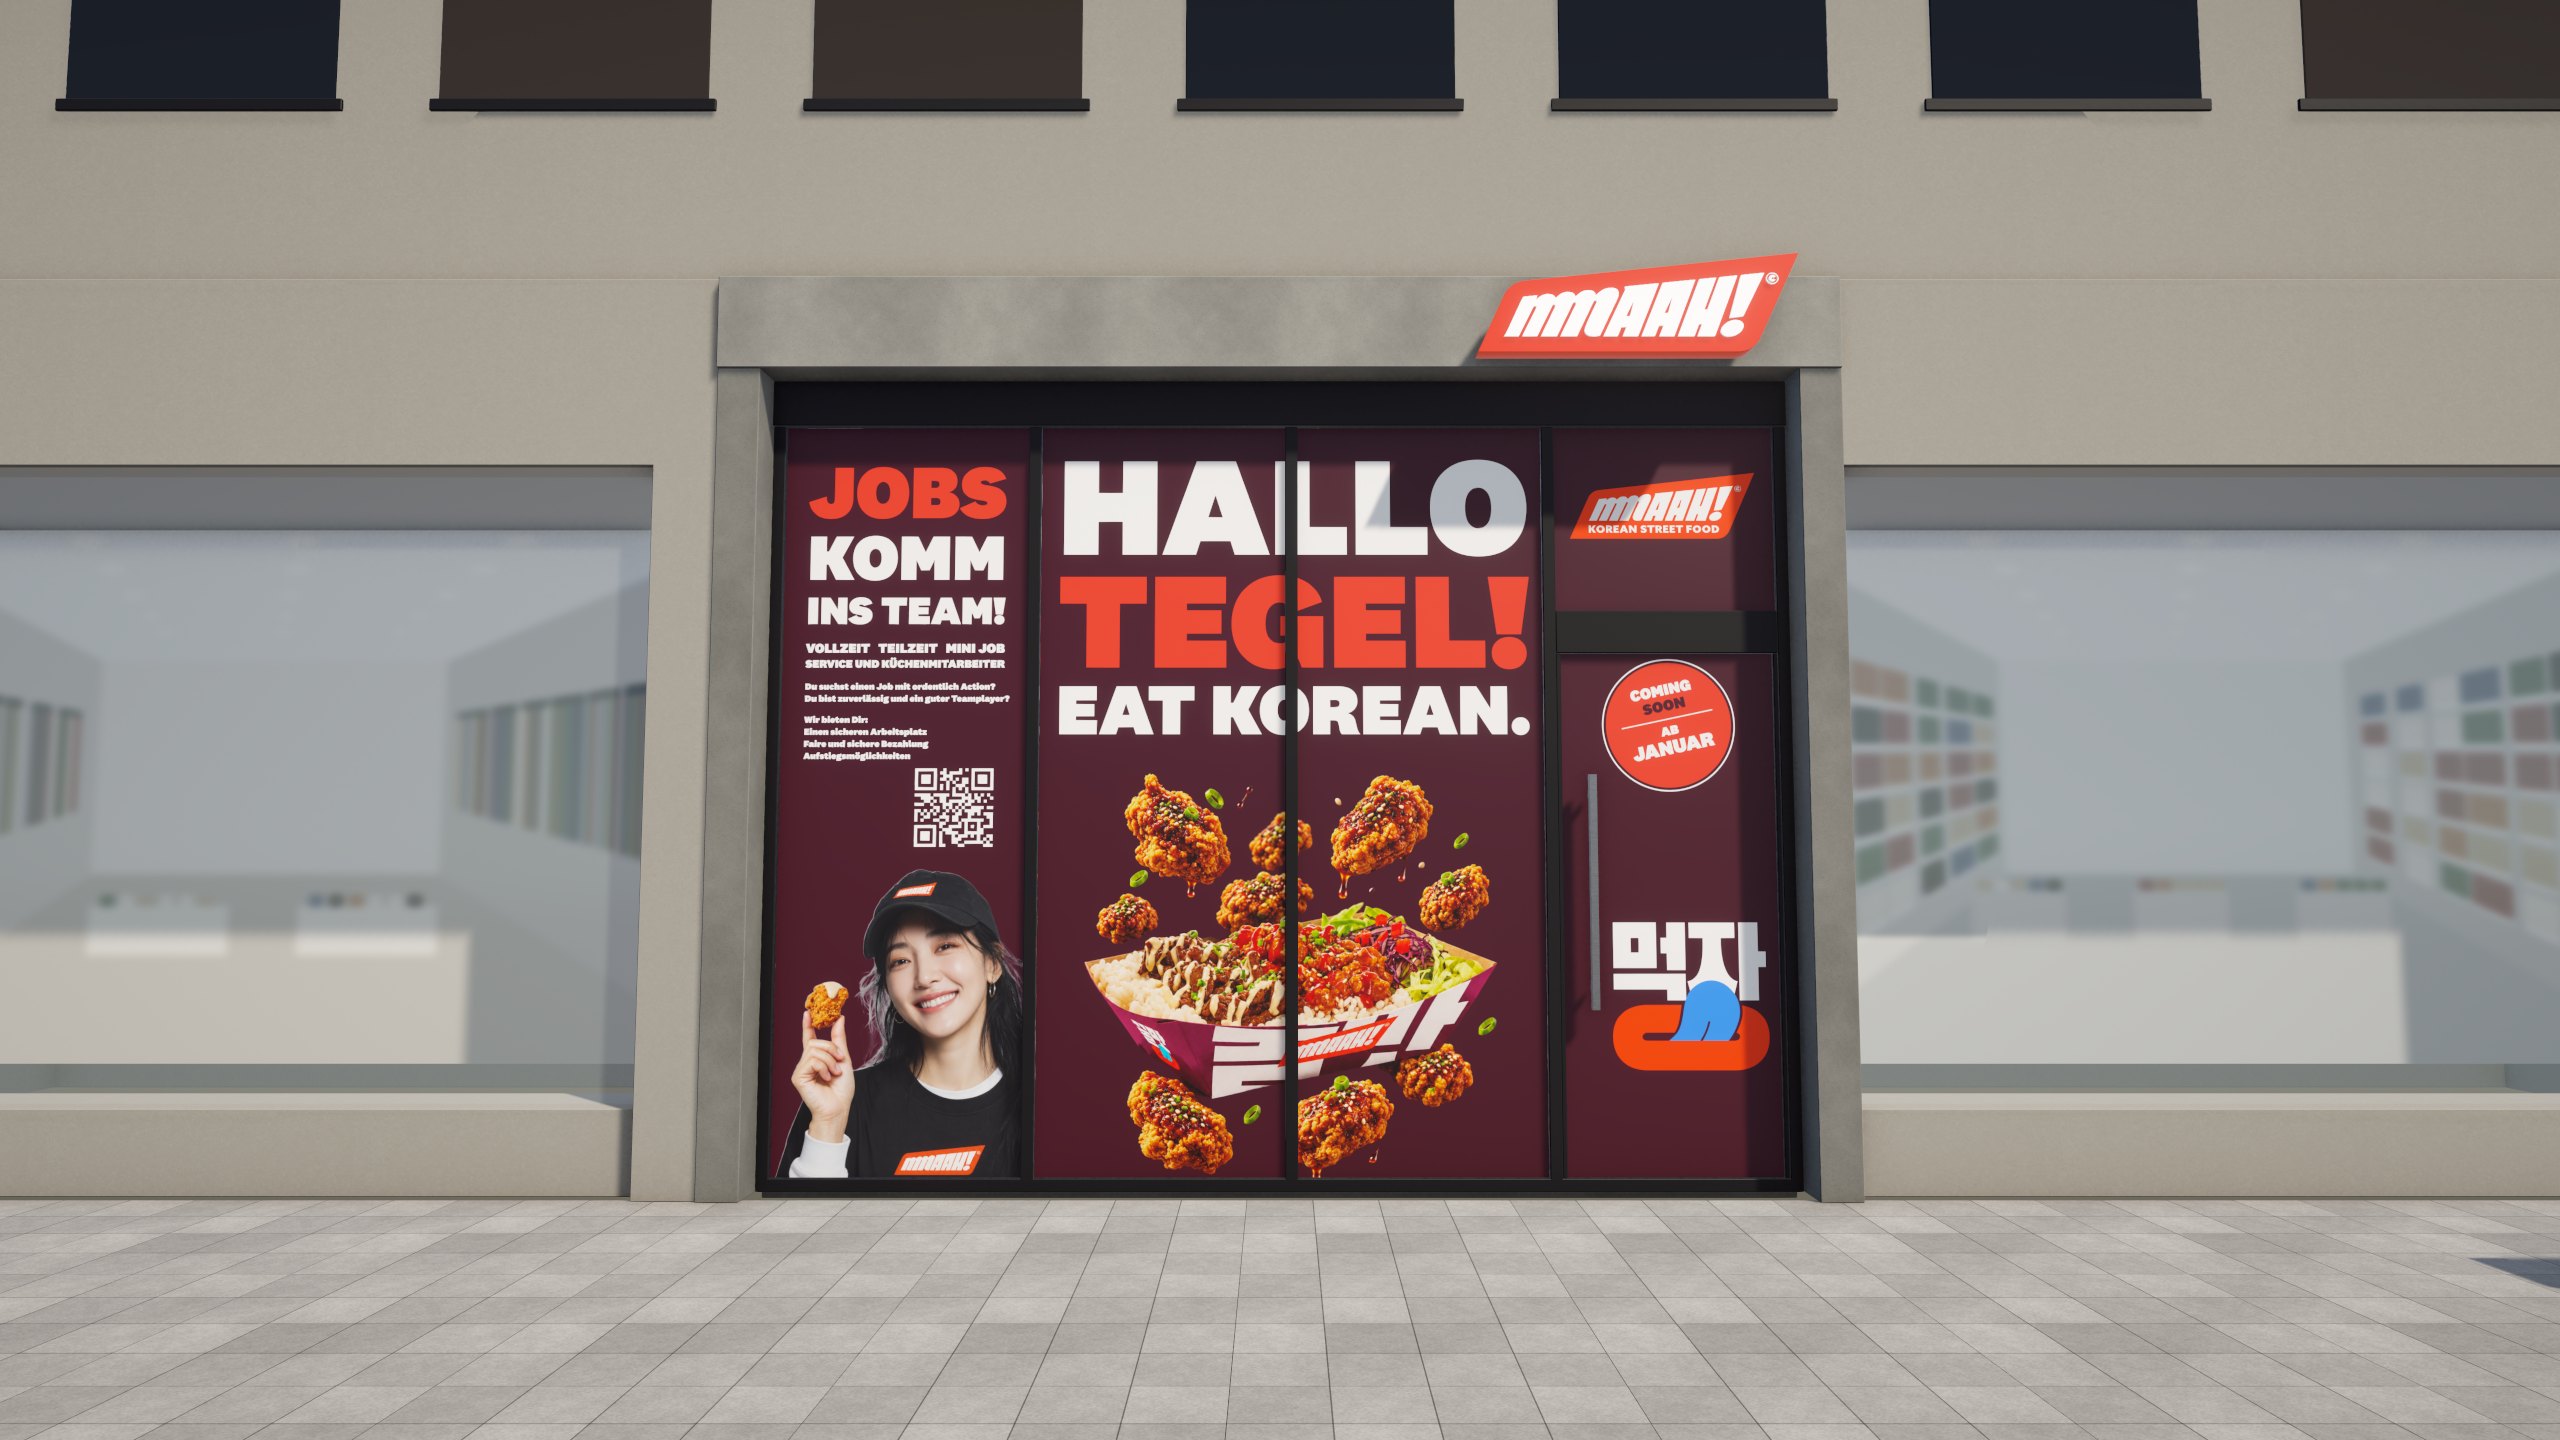 mmAAH!
JOBS
KOMM
INS TEAM!
VOLLZEIT TEILZEIT MINI JOB
SERVICE UND KÜCHENMITARBEITER
Du suchst einen Job mit ordentlich Action?
Du bist zuverlässig und ein guter Teamplayer?
Wir bieten Dir:
Einen sicheren Arbeitsplatz
Faire und sichere Bezahlung
Aufstiegsmöglichkeiten
mmAAH!
mmAAH!
HALLO
TEGEL!
EAT KOREAN.
mmAAH!
mmAAH!
KOREAN STREET FOOD
COMING
SOON
AB
JANUAR
먹자